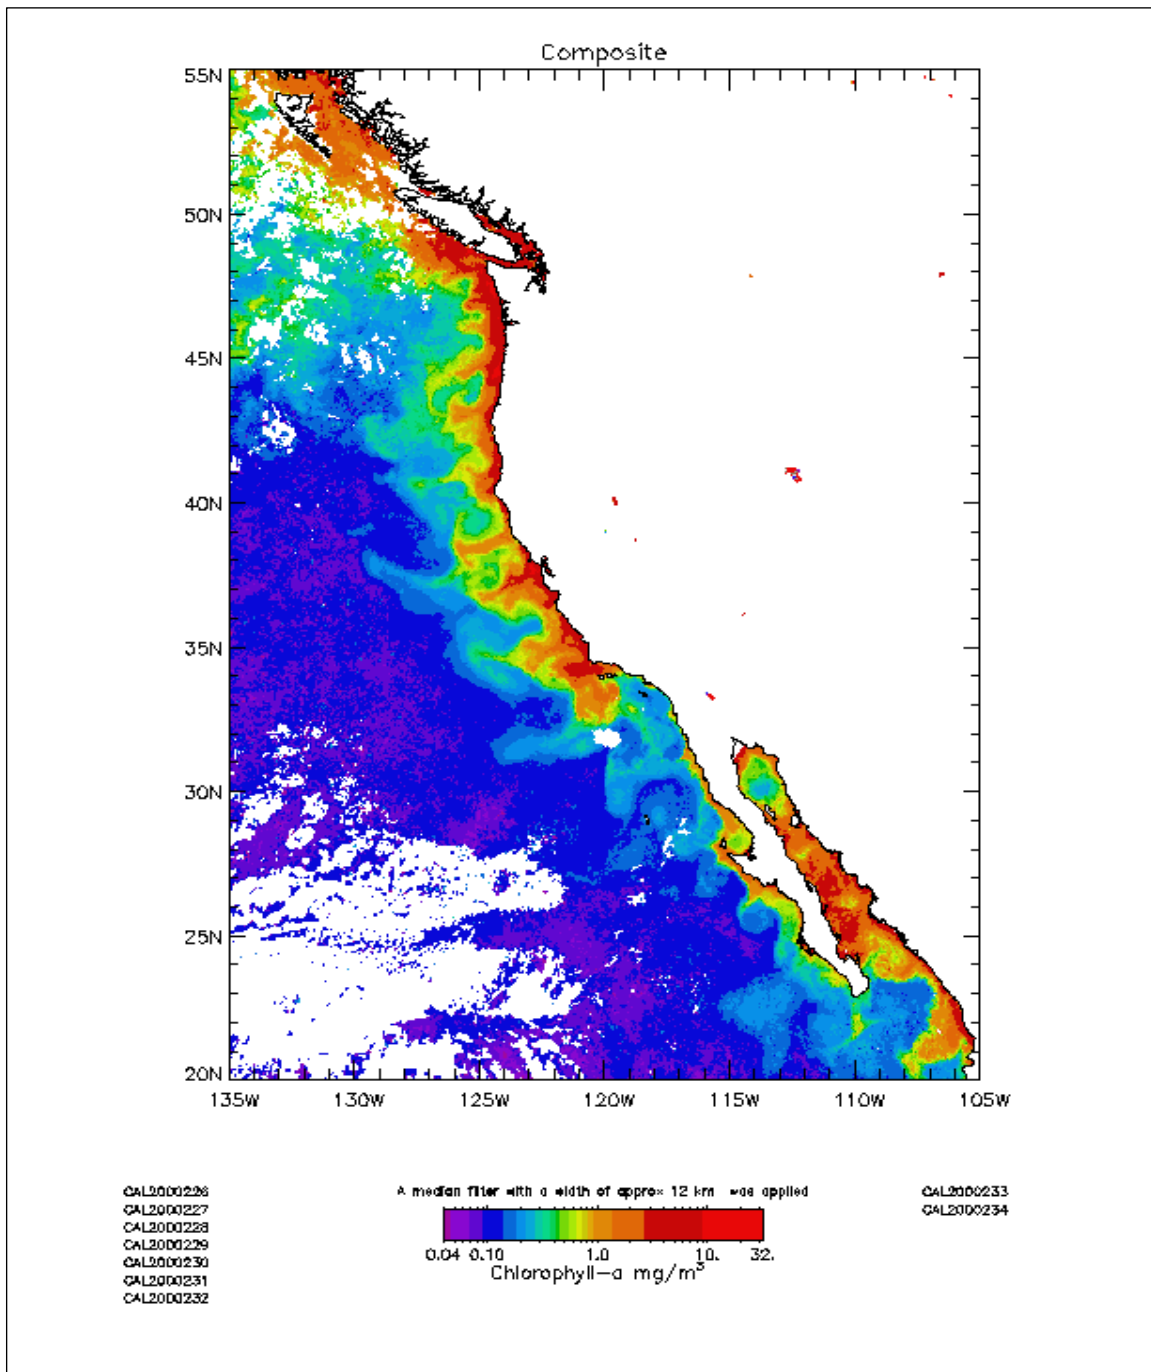 Composite
55N
50N
45N
40N
35N
30N
25N
20N
135W 130W 125W 120W 115W 110W 105W
CAL2000226
CAL2000227
CAL2000228
CAL2000229
CAL2000230
CAL2000231
CAL2000232
A median filter with a width of approx 12 km was applied
0.04 0.10 1.0 10. 32.
Chlorophyll-a mg/m³
CAL2000233
CAL2000234